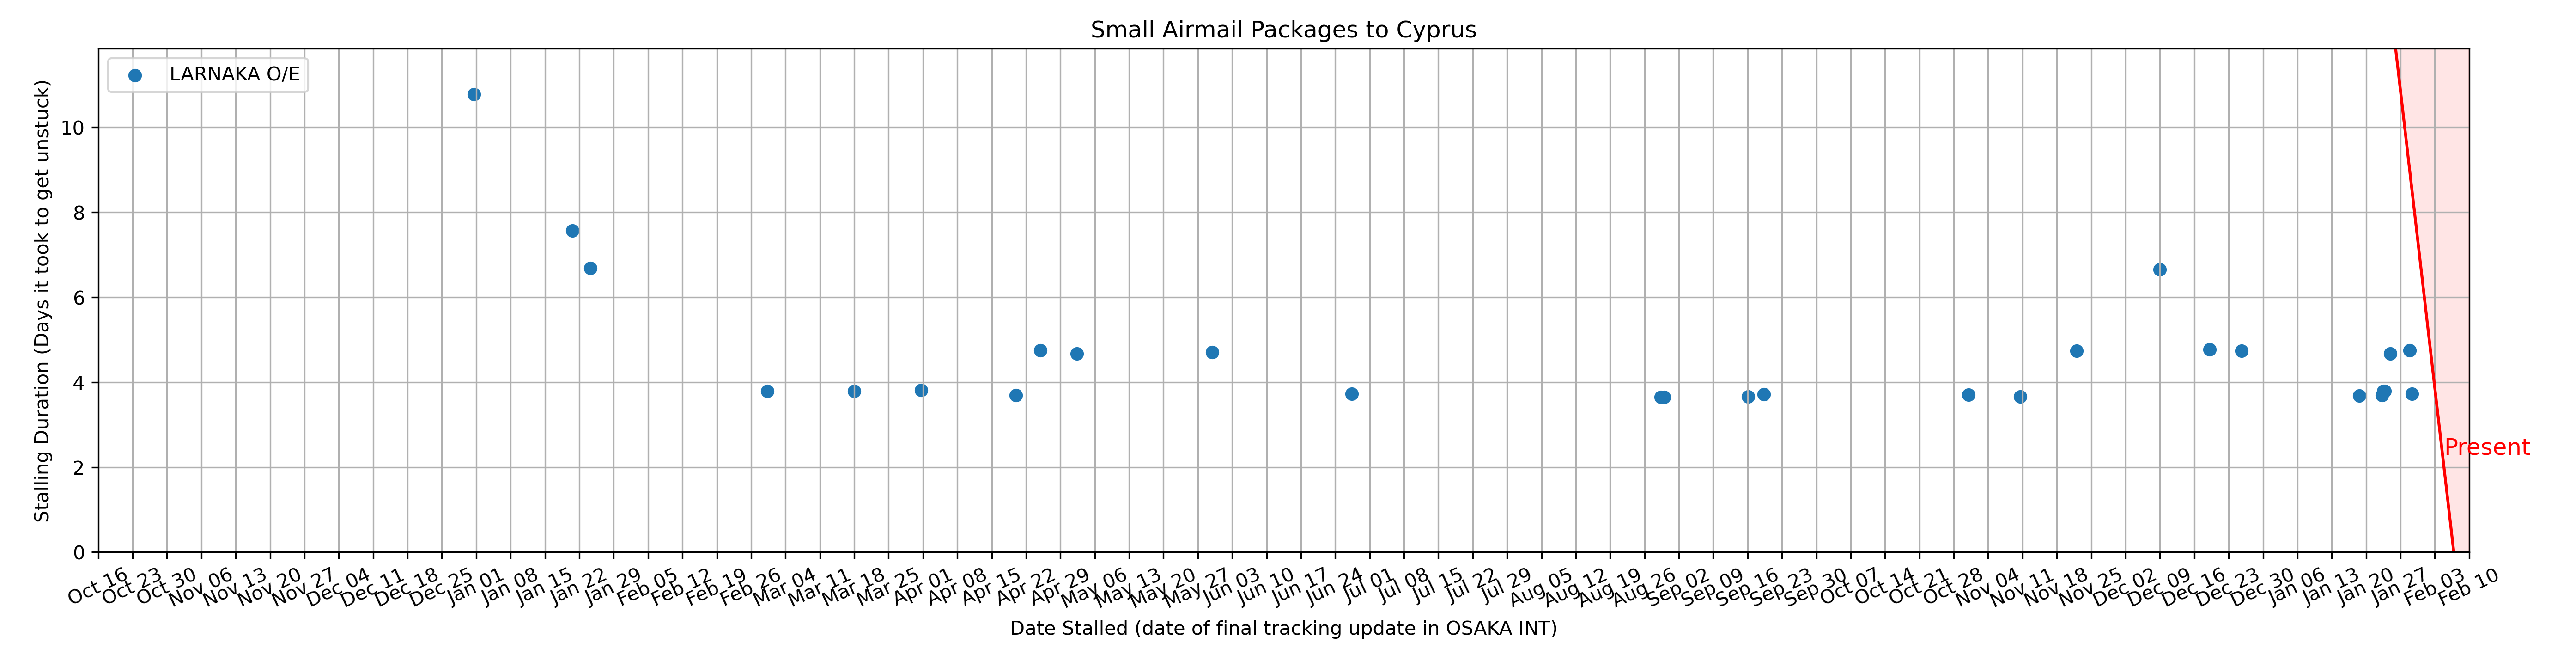 Small Airmail Packages to Cyprus
LARNAKA O/E
Stalling Duration (Days it took to get unstuck)
10
8
6
4
2
0
Present
Oct 16 Oct 23 Oct 30 Nov 06 Nov 13 Nov 20 Nov 27 Dec 04 Dec 11 Dec 18 Dec 25 Jan 01 Jan 08 Jan 15 Jan 22 Jan 29 Feb 05 Feb 12 Feb 19 Feb 26 Mar 04 Mar 11 Mar 18 Mar 25 Apr 01 Apr 08 Apr 15 Apr 22 Apr 29 May 06 May 13 May 20 May 27 Jun 03 Jun 10 Jun 17 Jun 24 Jul 01 Jul 08 Jul 15 Jul 22 Jul 29 Aug 05 Aug 12 Aug 19 Aug 26 Sep 02 Sep 09 Sep 16 Sep 23 Sep 30 Oct 07 Oct 14 Oct 21 Oct 28 Nov 04 Nov 11 Nov 18 Nov 25 Dec 02 Dec 09 Dec 16 Dec 23 Dec 30 Jan 06 Jan 13 Jan 20 Jan 27 Feb 03 Feb 10
Date Stalled (date of final tracking update in OSAKA INT)